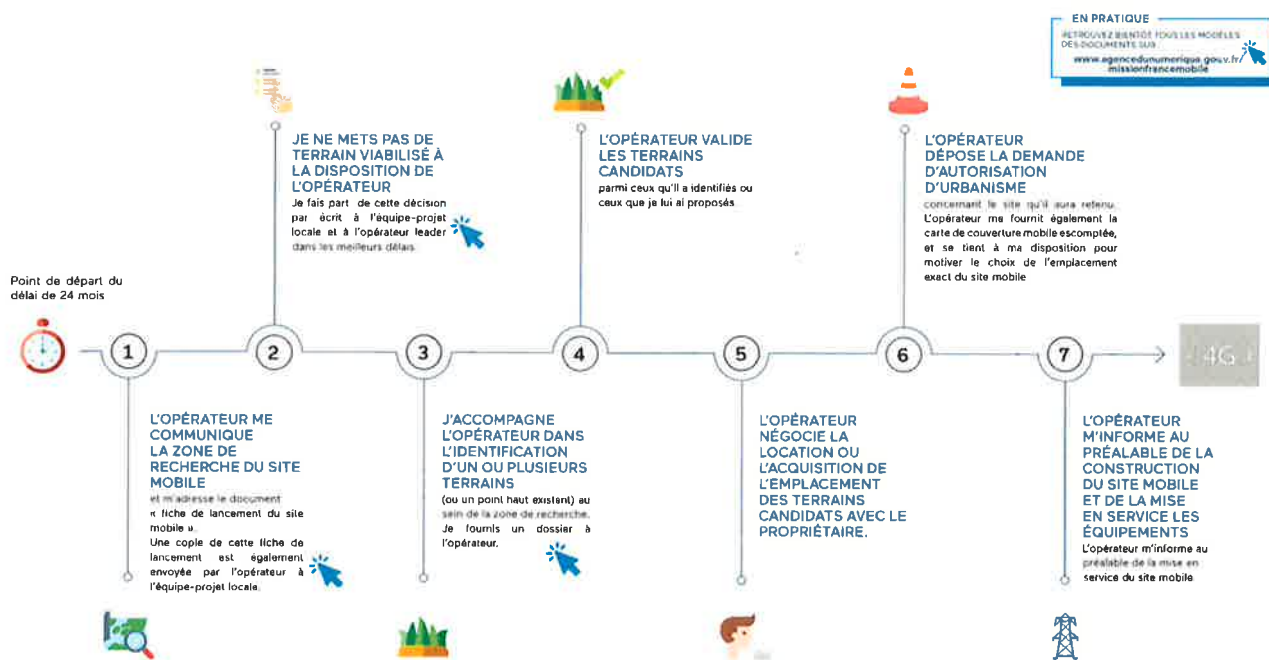 EN PRATIQUE
RETROUVEZ BIENTÔT TOUS LES MODÈLES
DES DOCUMENTS SUR
www.agencedunumerique.gouv.fr/
missionfrancemobile
JE NE METS PAS DE
TERRAIN VIABILISÉ À
LA DISPOSITION DE
L'OPÉRATEUR
Je fais part de cette décision
par écrit à l'équipe-projet
locale et à l'opérateur leader
dans les meilleurs délais.
L'OPÉRATEUR VALIDE
LES TERRAINS
CANDIDATS
parmi ceux qu'il a identifiés ou
ceux que je lui ai proposés
L'OPÉRATEUR
DÉPOSE LA DEMANDE
D'AUTORISATION
D'URBANISME
concernant le site qu'il aura retenu.
L'opérateur me fournit également la
carte de couverture mobile escomptée,
et se tient à ma disposition pour
motiver le choix de l'emplacement
exact du site mobile
Point de départ du
délai de 24 mois
1
2
3
4
5
6
7
4G
L'OPÉRATEUR ME
COMMUNIQUE
LA ZONE DE
RECHERCHE DU SITE
MOBILE
et m'adresse le document
« fiche de lancement du site
mobile ».
Une copie de cette fiche de
lancement est également
envoyée par l'opérateur à
l'équipe-projet locale.
J'ACCOMPAGNE
L'OPÉRATEUR DANS
L'IDENTIFICATION
D'UN OU PLUSIEURS
TERRAINS
(ou un point haut existant) au
sein de la zone de recherche.
Je fournis un dossier à
l'opérateur.
L'OPÉRATEUR
NÉGOCIE LA
LOCATION OU
L'ACQUISITION DE
L'EMPLACEMENT
DES TERRAINS
CANDIDATS AVEC LE
PROPRIÉTAIRE.
L'OPÉRATEUR
M'INFORME AU
PRÉALABLE DE LA
CONSTRUCTION
DU SITE MOBILE
ET DE LA MISE
EN SERVICE LES
ÉQUIPEMENTS
L'opérateur m'informe au
préalable de la mise en
service du site mobile